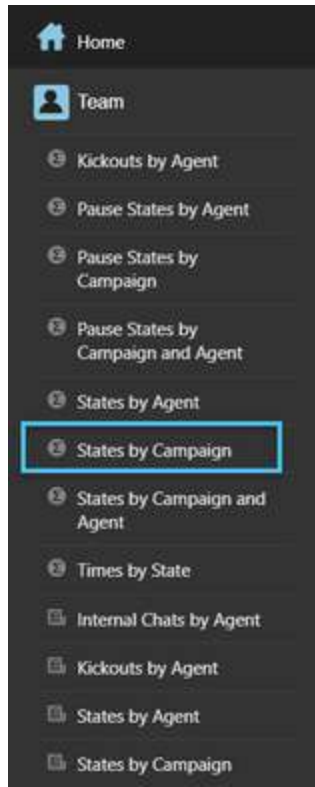 Home
Team
Kickouts by Agent
Pause States by Agent
Pause States by
Campaign
Pause States by
Campaign and Agent
States by Agent
States by Campaign
States by Campaign and
Agent
Times by State
Internal Chats by Agent
Kickouts by Agent
States by Agent
States by Campaign